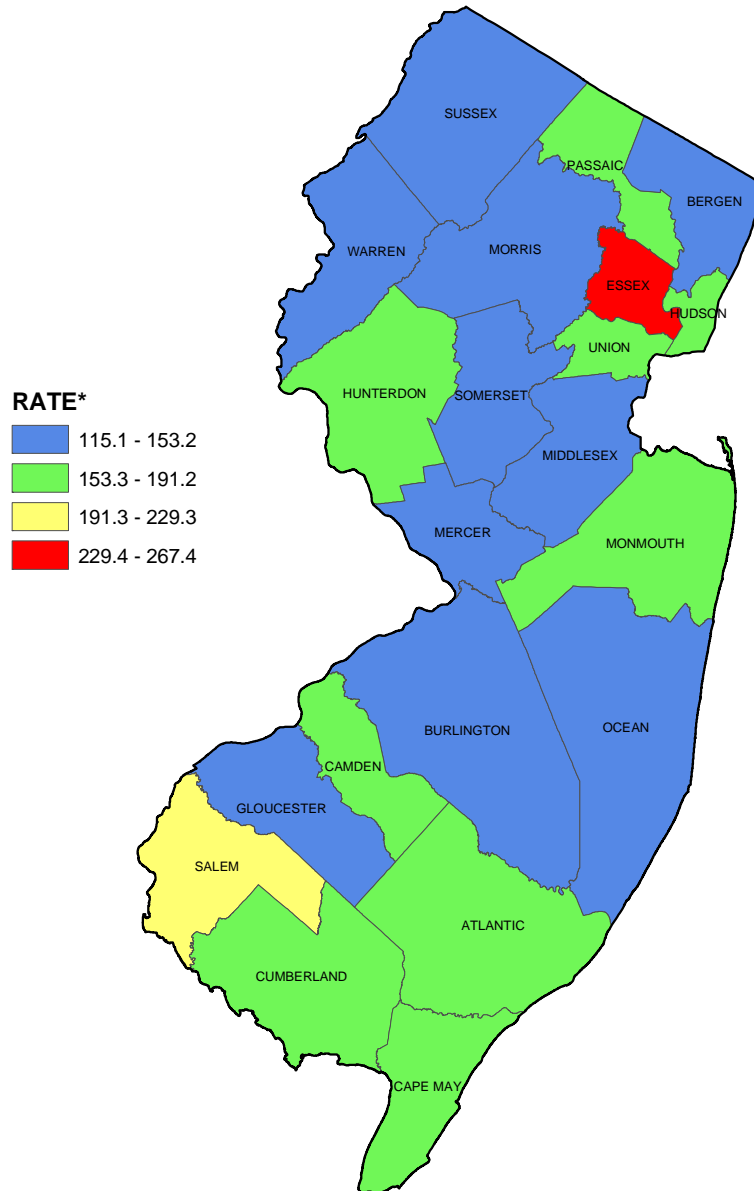 SUSSEX
PASSAIC
BERGEN
WARREN
MORRIS
ESSEX
HUDSON
UNION
HUNTERDON
SOMERSET
RATE*
115.1 - 153.2
153.3 - 191.2
191.3 - 229.3
229.4 - 267.4
MIDDLESEX
MERCER
MONMOUTH
BURLINGTON
OCEAN
CAMDEN
GLOUCESTER
SALEM
ATLANTIC
CUMBERLAND
CAPE MAY